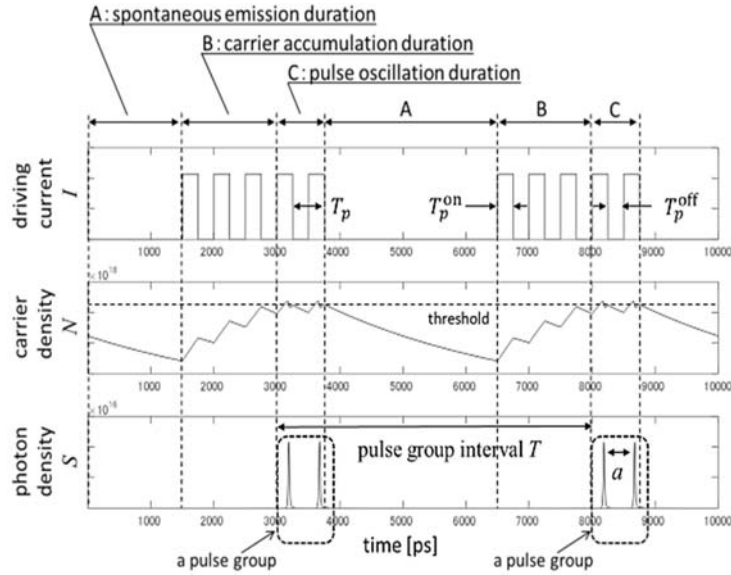 A : spontaneous emission duration
B : carrier accumulation duration
C : pulse oscillation duration
A B C
driving
current
I
T_p T_p^on T_p^off
1000 2000 3000 4000 5000 6000 7000 8000 9000 10000
×10^18
carrier
density
N
threshold
1000 2000 3000 4000 5000 6000 7000 8000 9000 10000
×10^16
photon
density
S
pulse group interval T
a
1000 2000 3000 4000 5000 6000 7000 8000 9000 10000
time [ps]
a pulse group a pulse group